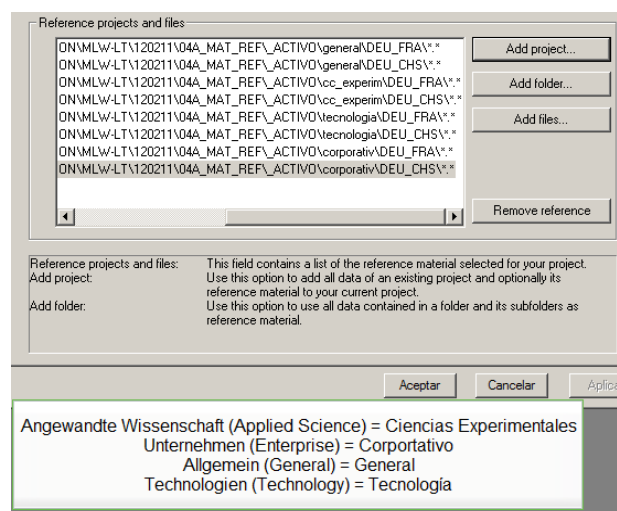 Reference projects and files
ON\MLW-LT\120211\04A_MAT_REF\_ACTIVO\general\DEU_FRA\*.*
ON\MLW-LT\120211\04A_MAT_REF\_ACTIVO\general\DEU_CHS\*.*
ON\MLW-LT\120211\04A_MAT_REF\_ACTIVO\cc_experim\DEU_FRA\*.*
ON\MLW-LT\120211\04A_MAT_REF\_ACTIVO\cc_experim\DEU_CHS\*.*
ON\MLW-LT\120211\04A_MAT_REF\_ACTIVO\tecnologia\DEU_FRA\*.*
ON\MLW-LT\120211\04A_MAT_REF\_ACTIVO\tecnologia\DEU_CHS\*.*
ON\MLW-LT\120211\04A_MAT_REF\_ACTIVO\corporativ\DEU_FRA\*.*
ON\MLW-LT\120211\04A_MAT_REF\_ACTIVO\corporativ\DEU_CHS\*.*
Add project...
Add folder...
Add files...
Remove reference
Reference projects and files: This field contains a list of the reference material selected for your project.
Add project: Use this option to add all data of an existing project and optionally its
reference material to your current project.
Add folder: Use this option to use all data contained in a folder and its subfolders as
reference material.
Aceptar Cancelar Aplica
Angewandte Wissenschaft (Applied Science) = Ciencias Experimentales
Unternehmen (Enterprise) = Corportativo
Allgemein (General) = General
Technologien (Technology) = Tecnología